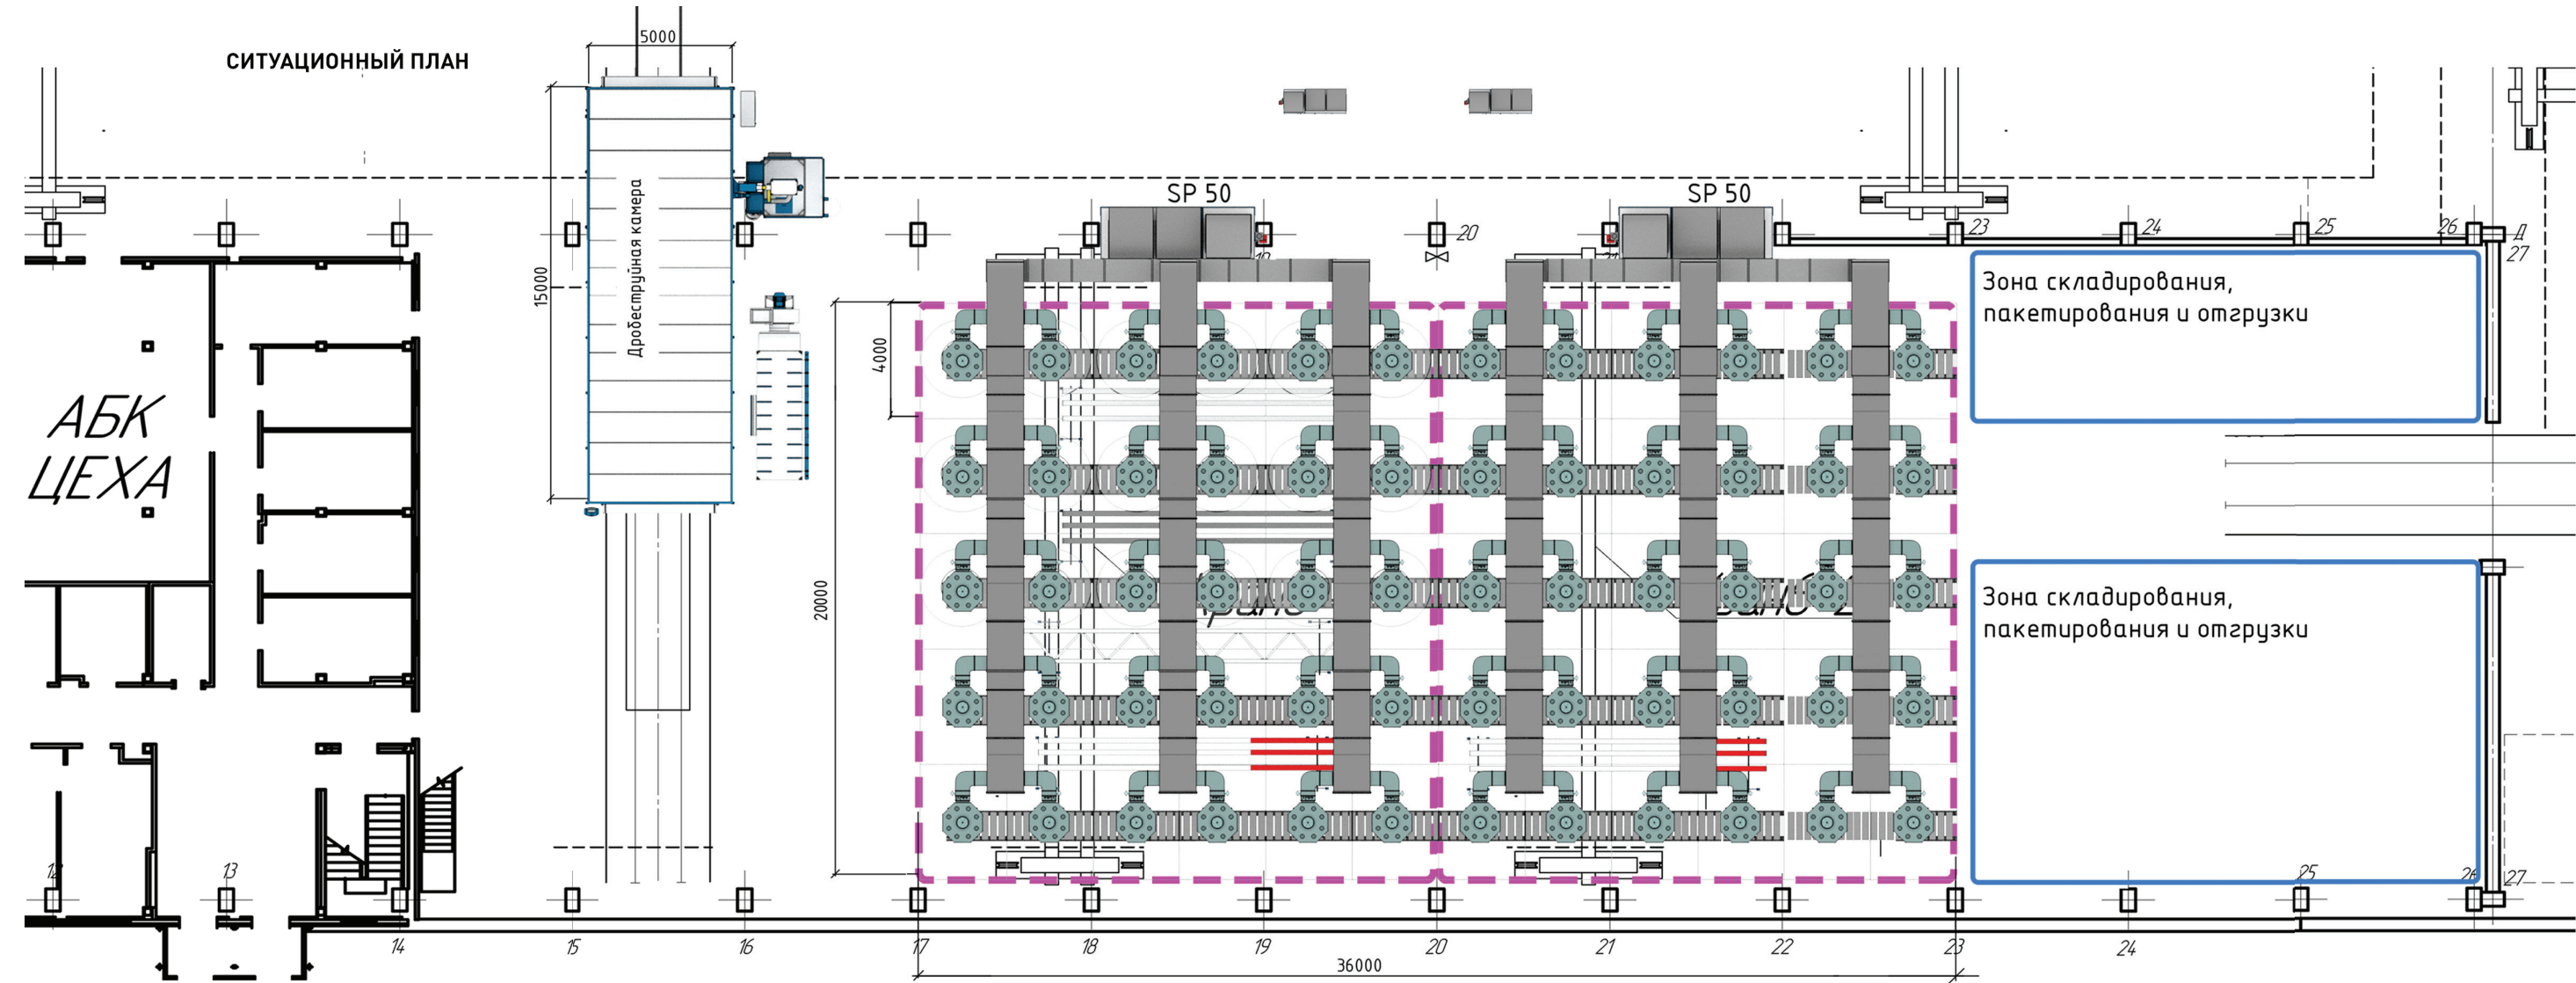 СИТУАЦИОННЫЙ ПЛАН
5000
SP 50
SP 50
20
23
24
25
26
Д
27
Зона складирования,
пакетирования и отгрузки
15000
Дробеструйная камера
4000
АБК
ЦЕХА
20000
Зона складирования,
пакетирования и отгрузки
12
13
25
26
27
14
15
16
17
18
19
20
21
22
23
24
36000